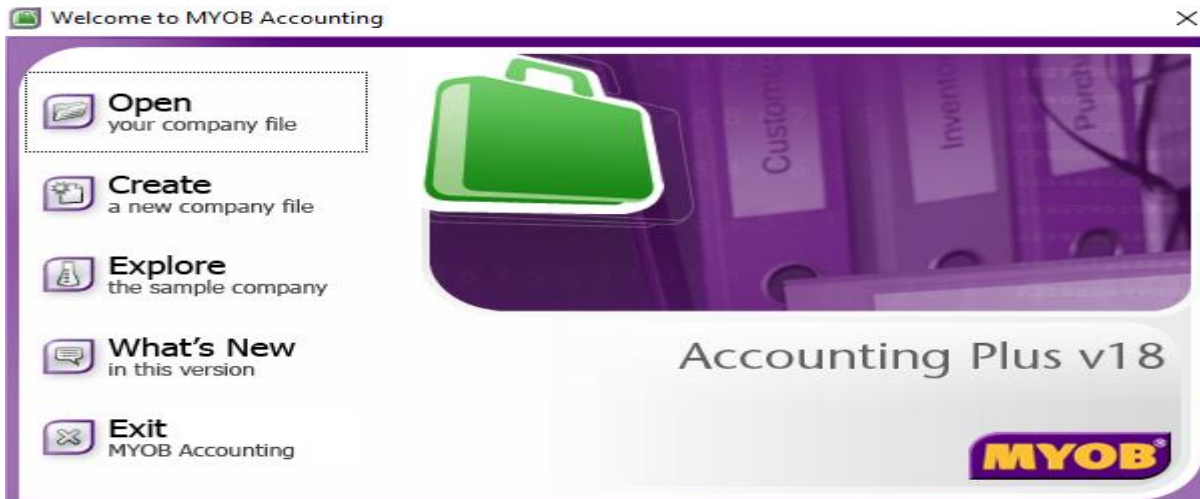 Welcome to MYOB Accounting
Open
your company file
Create
a new company file
Explore
the sample company
What's New
in this version
Exit
MYOB Accounting
Accounting Plus v18
MYOB®